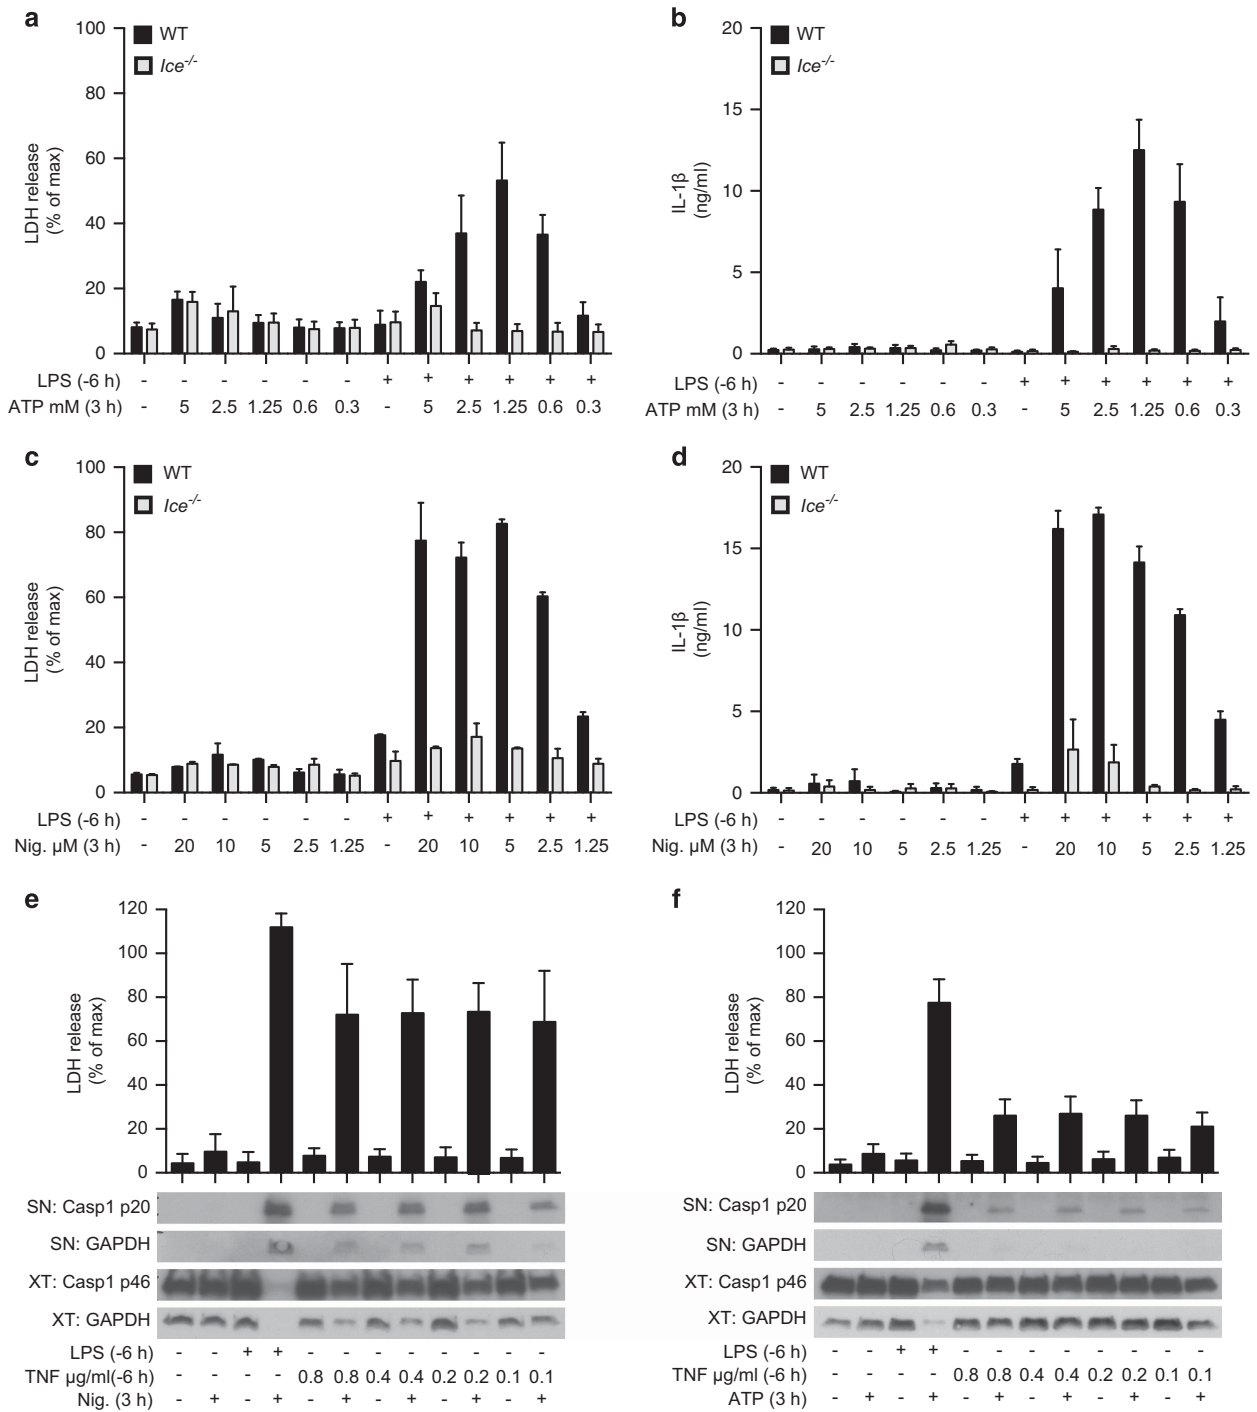 a
WT
Ice-/-
LDH release
(% of max)
100
80
60
40
20
0
LPS (-6 h) - - - - - - + + + + + +
ATP mM (3 h) - 5 2.5 1.25 0.6 0.3 - 5 2.5 1.25 0.6 0.3
b
WT
Ice-/-
IL-1β
(ng/ml)
20
15
10
5
0
LPS (-6 h) - - - - - - + + + + + +
ATP mM (3 h) - 5 2.5 1.25 0.6 0.3 - 5 2.5 1.25 0.6 0.3
c
WT
Ice-/-
LDH release
(% of max)
100
80
60
40
20
0
LPS (-6 h) - - - - - - + + + + + +
Nig. µM (3 h) - 20 10 5 2.5 1.25 - 20 10 5 2.5 1.25
d
WT
Ice-/-
IL-1β
(ng/ml)
20
15
10
5
0
LPS (-6 h) - - - - - - + + + + + +
Nig. µM (3 h) - 20 10 5 2.5 1.25 - 20 10 5 2.5 1.25
e
LDH release
(% of max)
120
100
80
60
40
20
0
SN: Casp1 p20
SN: GAPDH
XT: Casp1 p46
XT: GAPDH
LPS (-6 h) - - + + - - - - - - - -
TNF µg/ml(-6 h) - - - - 0.8 0.8 0.4 0.4 0.2 0.2 0.1 0.1
Nig. (3 h) - + - + - + - + - + - +
f
LDH release
(% of max)
120
100
80
60
40
20
0
SN: Casp1 p20
SN: GAPDH
XT: Casp1 p46
XT: GAPDH
LPS (-6 h) - - + + - - - - - - - -
TNF µg/ml(-6 h) - - - - 0.8 0.8 0.4 0.4 0.2 0.2 0.1 0.1
ATP (3 h) - + - + - + - + - + - +